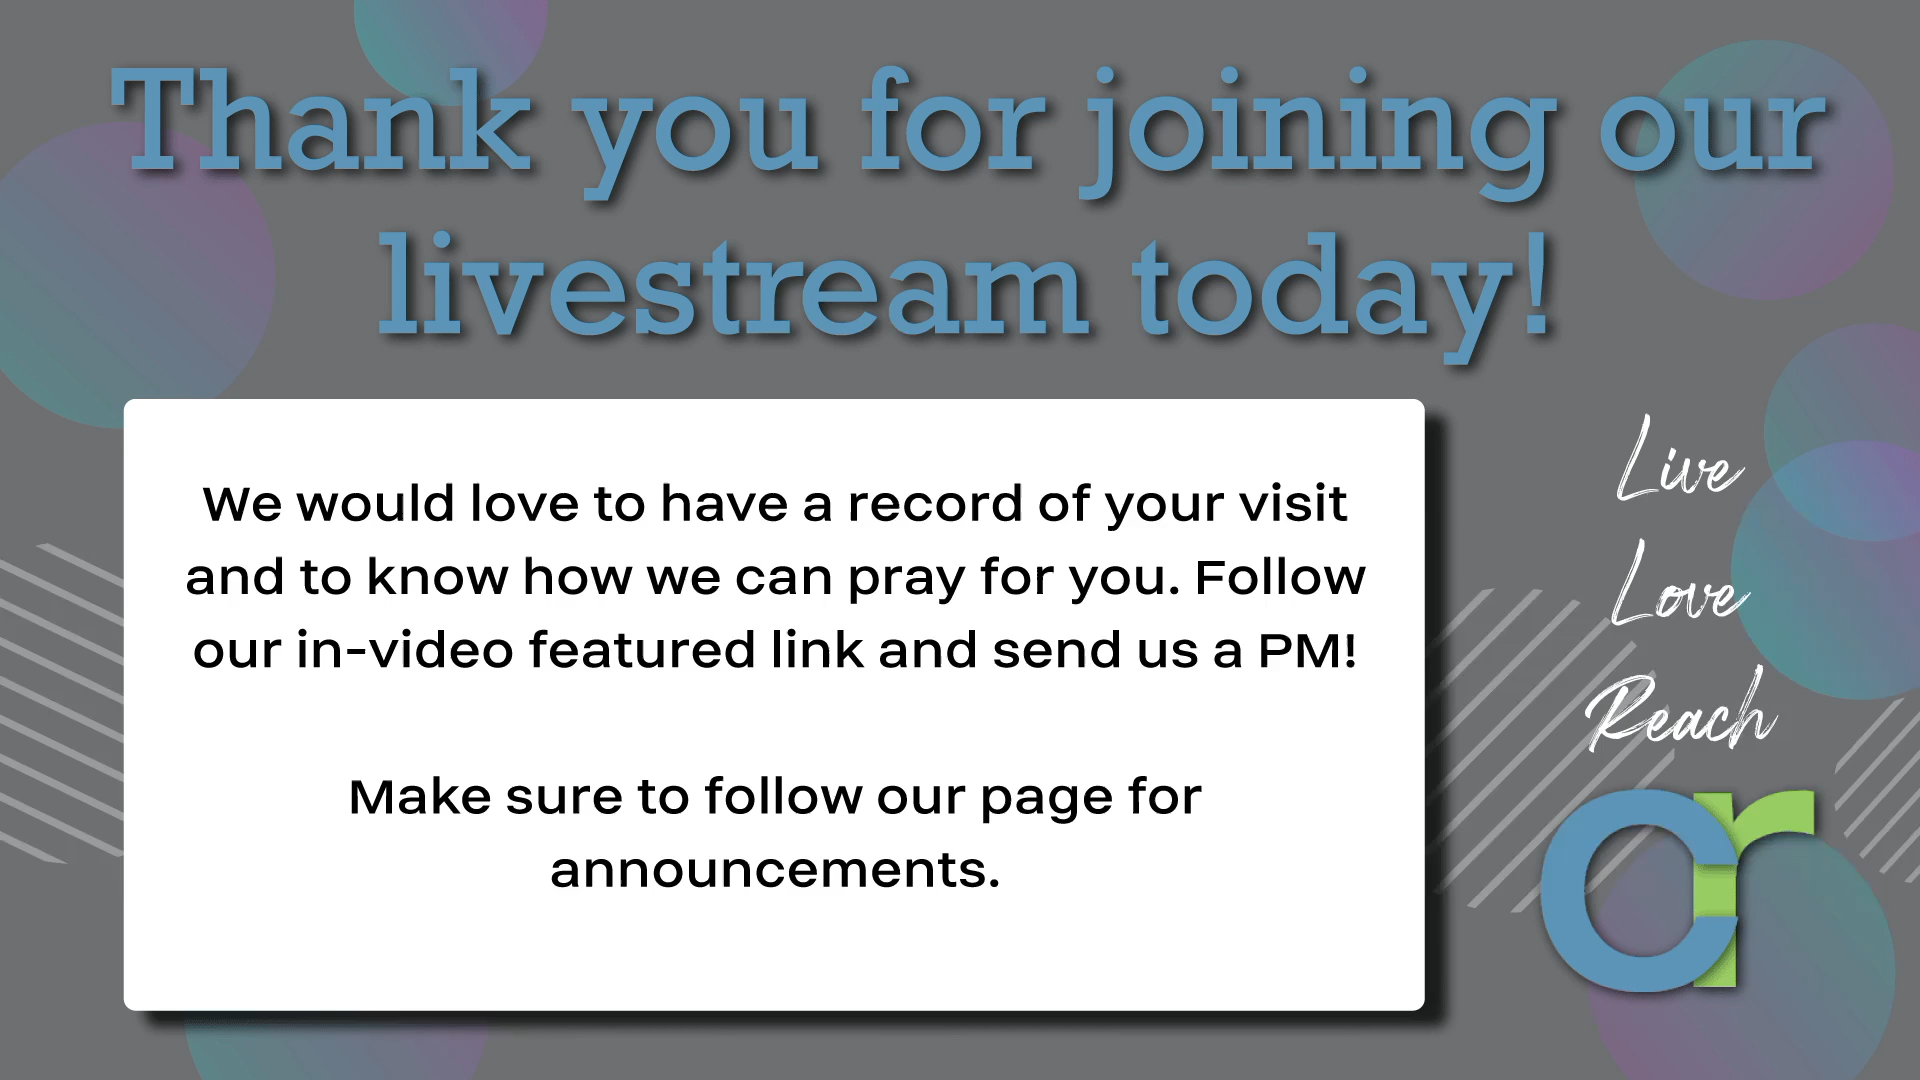 Thank you for joining our
livestream today!
We would love to have a record of your visit
and to know how we can pray for you. Follow
our in-video featured link and send us a PM!
Make sure to follow our page for
announcements.
Live
Love
Reach
cr